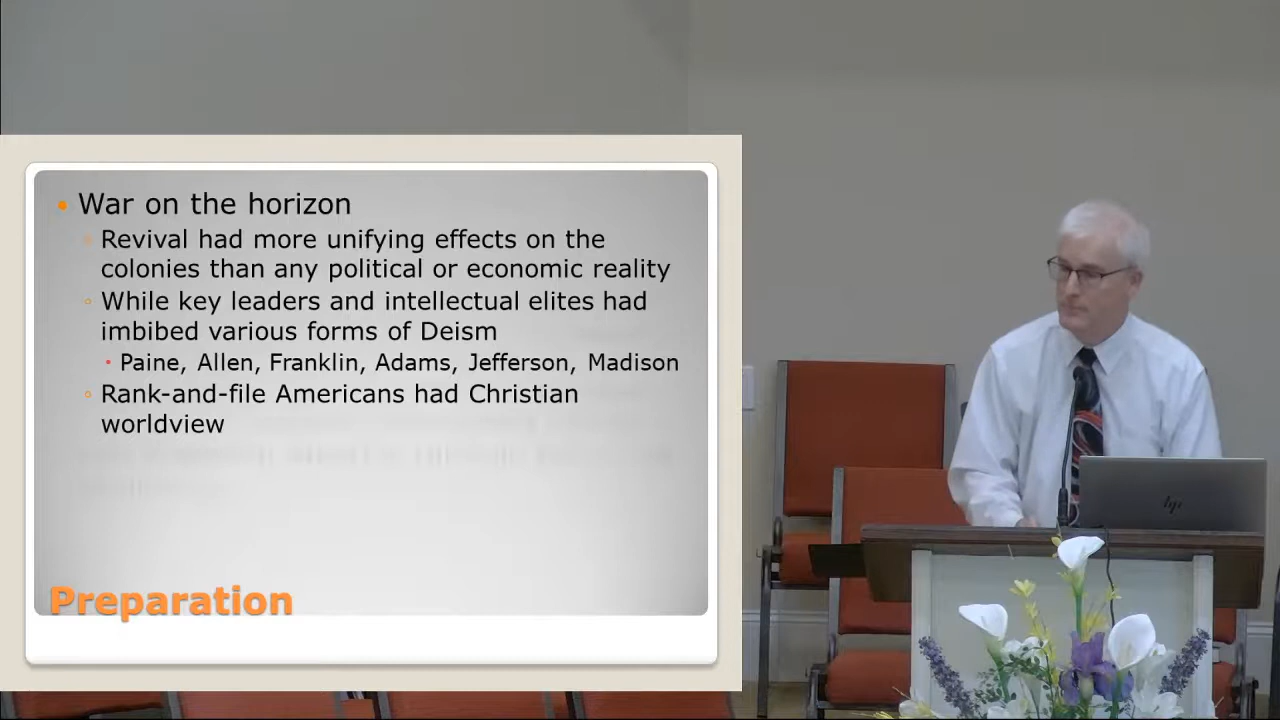 War on the horizon
Revival had more unifying effects on the
colonies than any political or economic reality
While key leaders and intellectual elites had
imbibed various forms of Deism
Paine, Allen, Franklin, Adams, Jefferson, Madison
Rank-and-file Americans had Christian
worldview
Preparation
hp